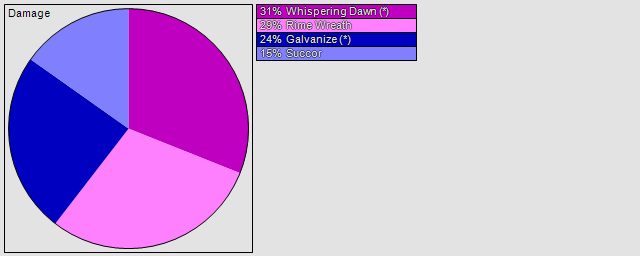 Damage
31% Whispering Dawn (*)
29% Rime Wreath
24% Galvanize (*)
15% Succor